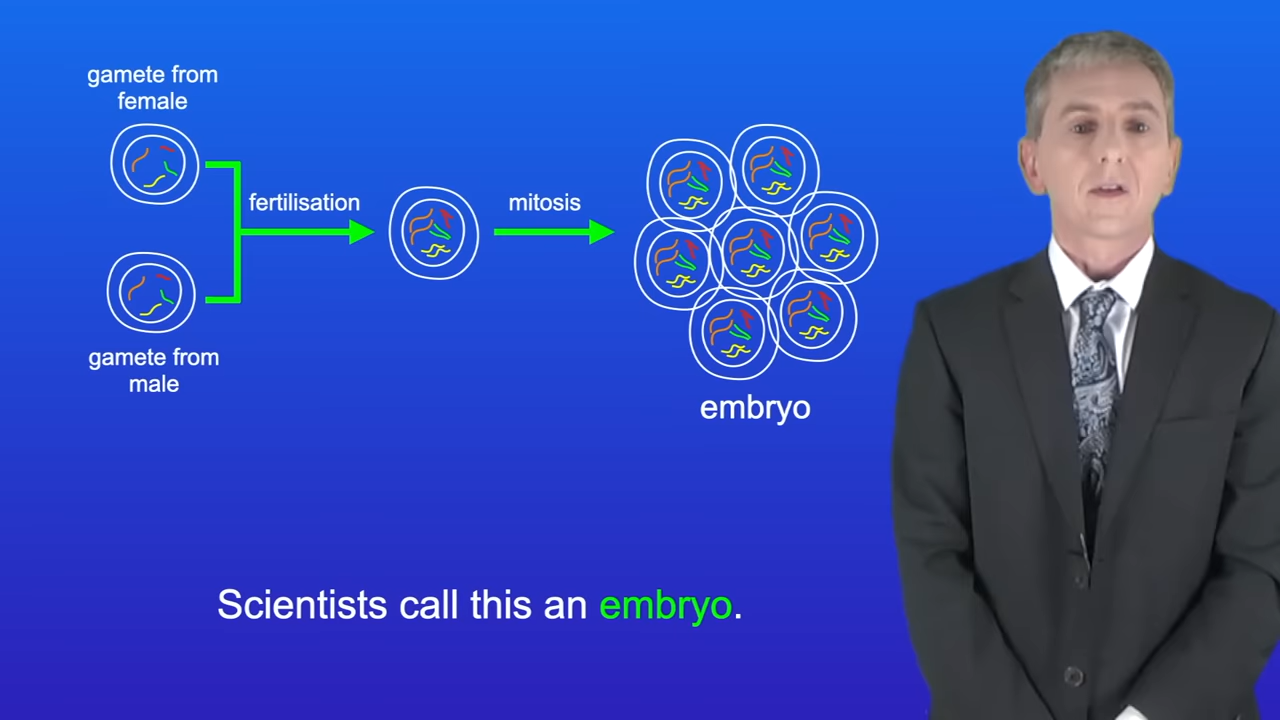 gamete from
female
fertilisation
mitosis
gamete from
male
embryo
Scientists call this an embryo.